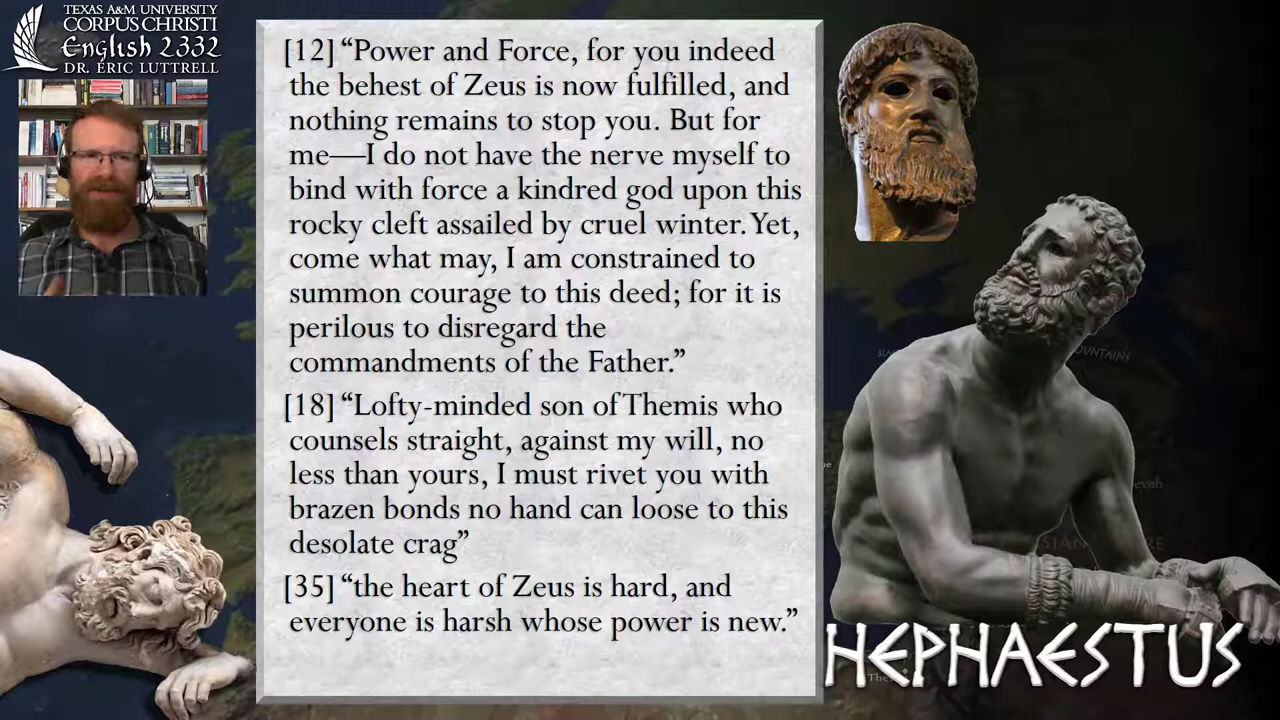 TEXAS A&M UNIVERSITY
CORPUS CHRISTI
English 2332
DR. ERIC LUTTRELL
[12] “Power and Force, for you indeed
the behest of Zeus is now fulfilled, and
nothing remains to stop you. But for
me—I do not have the nerve myself to
bind with force a kindred god upon this
rocky cleft assailed by cruel winter. Yet,
come what may, I am constrained to
summon courage to this deed; for it is
perilous to disregard the
commandments of the Father.”
[18] “Lofty-minded son of Themis who
counsels straight, against my will, no
less than yours, I must rivet you with
brazen bonds no hand can loose to this
desolate crag”
[35] “the heart of Zeus is hard, and
everyone is harsh whose power is new.”
HEPHAESTUS